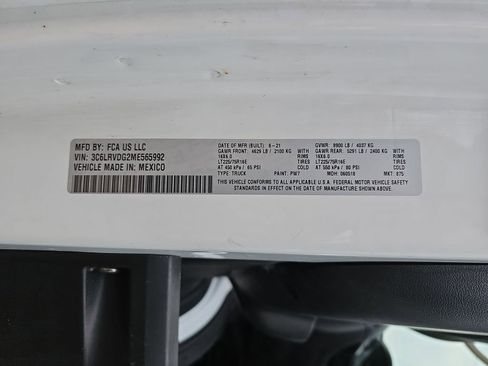 MFD BY: FCA US LLC
VIN: 3C6LRVDG2ME565992
VEHICLE MADE IN: MEXICO
DATE OF MFR (BUILT): 6-21 GVWR: 9900 LB / 4037 KG
GAWR FRONT: 4629 LB / 2100 KG GAWR REAR: 5291 LB / 2400 KG
16X6.0 RIMS 16X6.0 RIMS
LT225/75R16E TIRES LT225/75R16E TIRES
AT 450 kPa / 65 PSI COLD AT 550 kPa / 80 PSI COLD
TYPE: TRUCK PAINT: PW7 MDH: 060518 MKT: 875
THIS VEHICLE CONFORMS TO ALL APPLICABLE U.S.A. FEDERAL MOTOR VEHICLE SAFETY
STANDARDS IN EFFECT ON THE DATE OF MANUFACTURE SHOWN ABOVE.